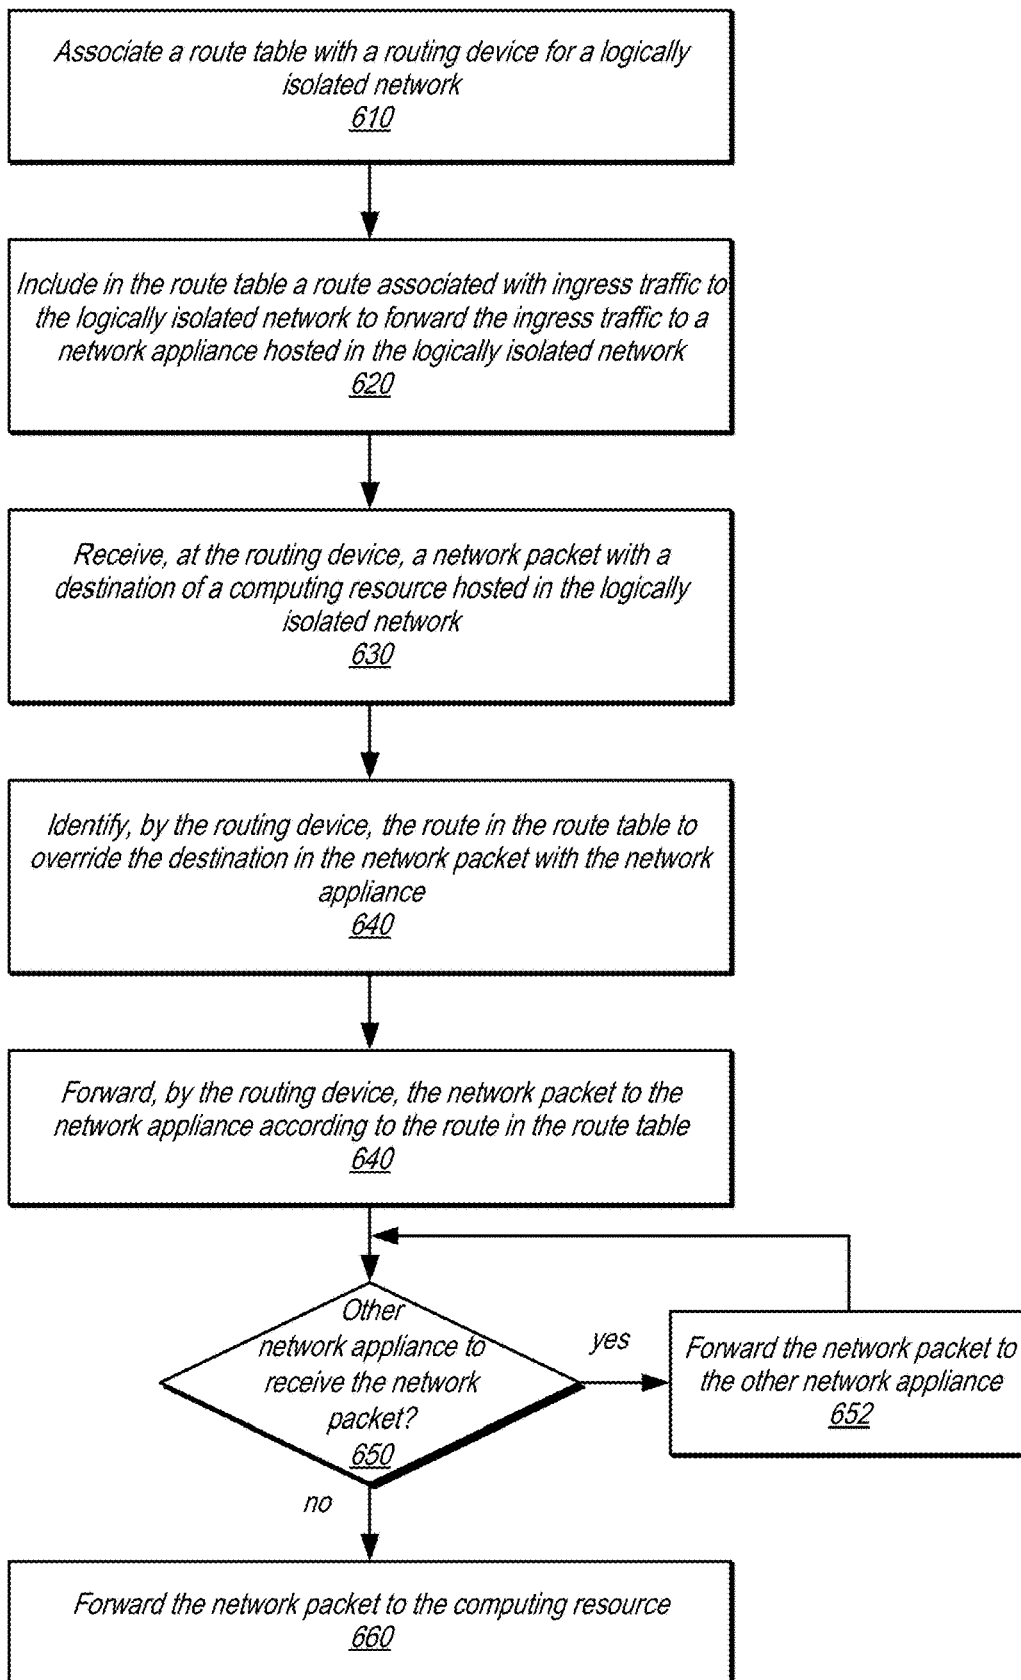 Associate a route table with a routing device for a logically
isolated network
610
Include in the route table a route associated with ingress traffic to
the logically isolated network to forward the ingress traffic to a
network appliance hosted in the logically isolated network
620
Receive, at the routing device, a network packet with a
destination of a computing resource hosted in the logically
isolated network
630
Identify, by the routing device, the route in the route table to
override the destination in the network packet with the network
appliance
640
Forward, by the routing device, the network packet to the
network appliance according to the route in the route table
640
Other
network appliance to
receive the network
packet?
650
yes
Forward the network packet to
the other network appliance
652
no
Forward the network packet to the computing resource
660